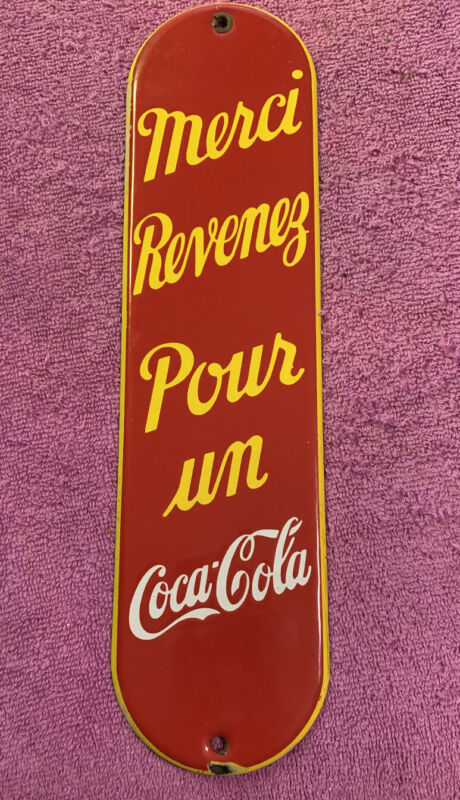 Merci
Revenez
Pour
un
Coca-Cola